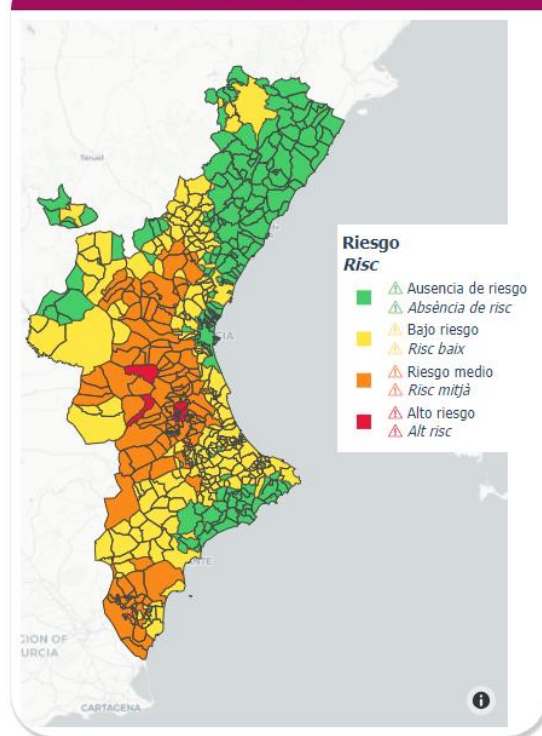 Teruel
Riesgo
Risc
Ausencia de riesgo
Absència de risc
Bajo riesgo
Risc baix
Riesgo medio
Risc mitjà
Alto riesgo
Alt risc
GION OF
URCIA
CARTAGENA